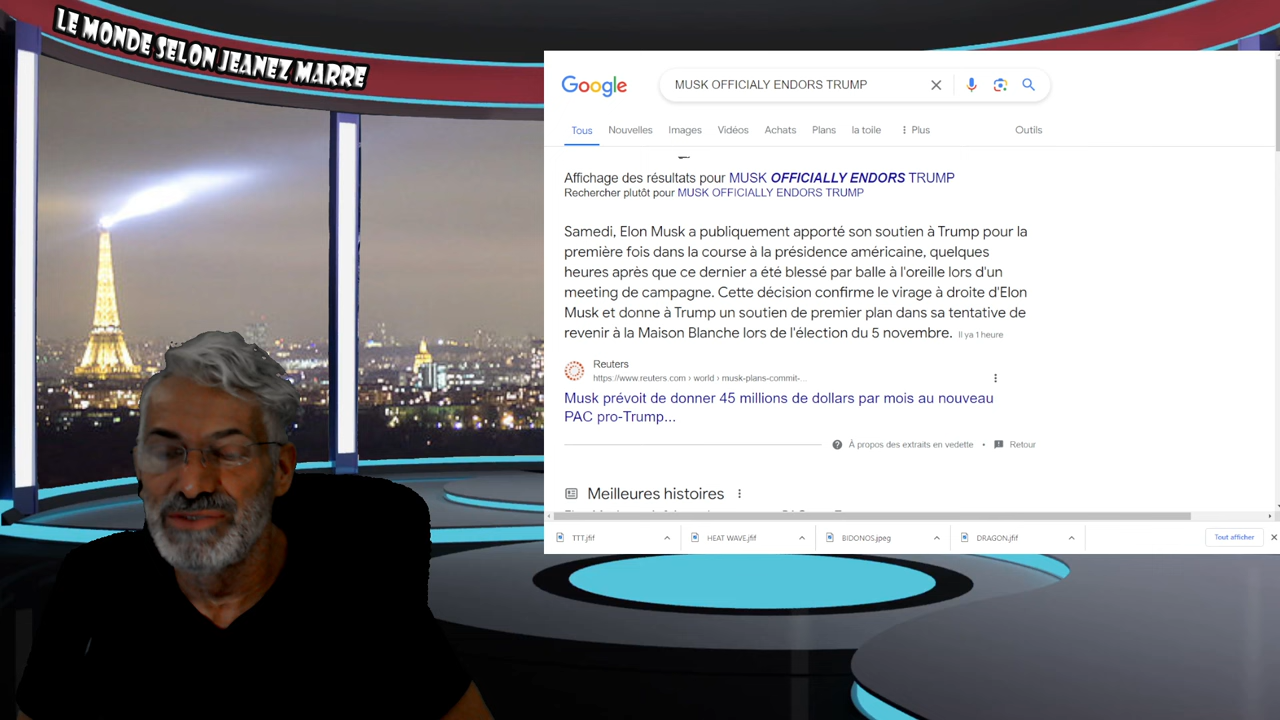 LE MONDE SELON JEANEZ MARRE
Google
MUSK OFFICIALY ENDORS TRUMP
Tous Nouvelles Images Vidéos Achats Plans la toile Plus Outils
Affichage des résultats pour MUSK OFFICIALLY ENDORS TRUMP
Rechercher plutôt pour MUSK OFFICIALY ENDORS TRUMP
Samedi, Elon Musk a publiquement apporté son soutien à Trump pour la
première fois dans la course à la présidence américaine, quelques
heures après que ce dernier a été blessé par balle à l'oreille lors d'un
meeting de campagne. Cette décision confirme le virage à droite d'Elon
Musk et donne à Trump un soutien de premier plan dans sa tentative de
revenir à la Maison Blanche lors de l'élection du 5 novembre. Il ya 1 heure
Reuters
https://www.reuters.com › world › musk-plans-commit-...
Musk prévoit de donner 45 millions de dollars par mois au nouveau
PAC pro-Trump...
À propos des extraits en vedette • Retour
Meilleures histoires
TTT.jfif HEAT WAVE.jfif BIDONOS.jpeg DRAGON.jfif Tout afficher